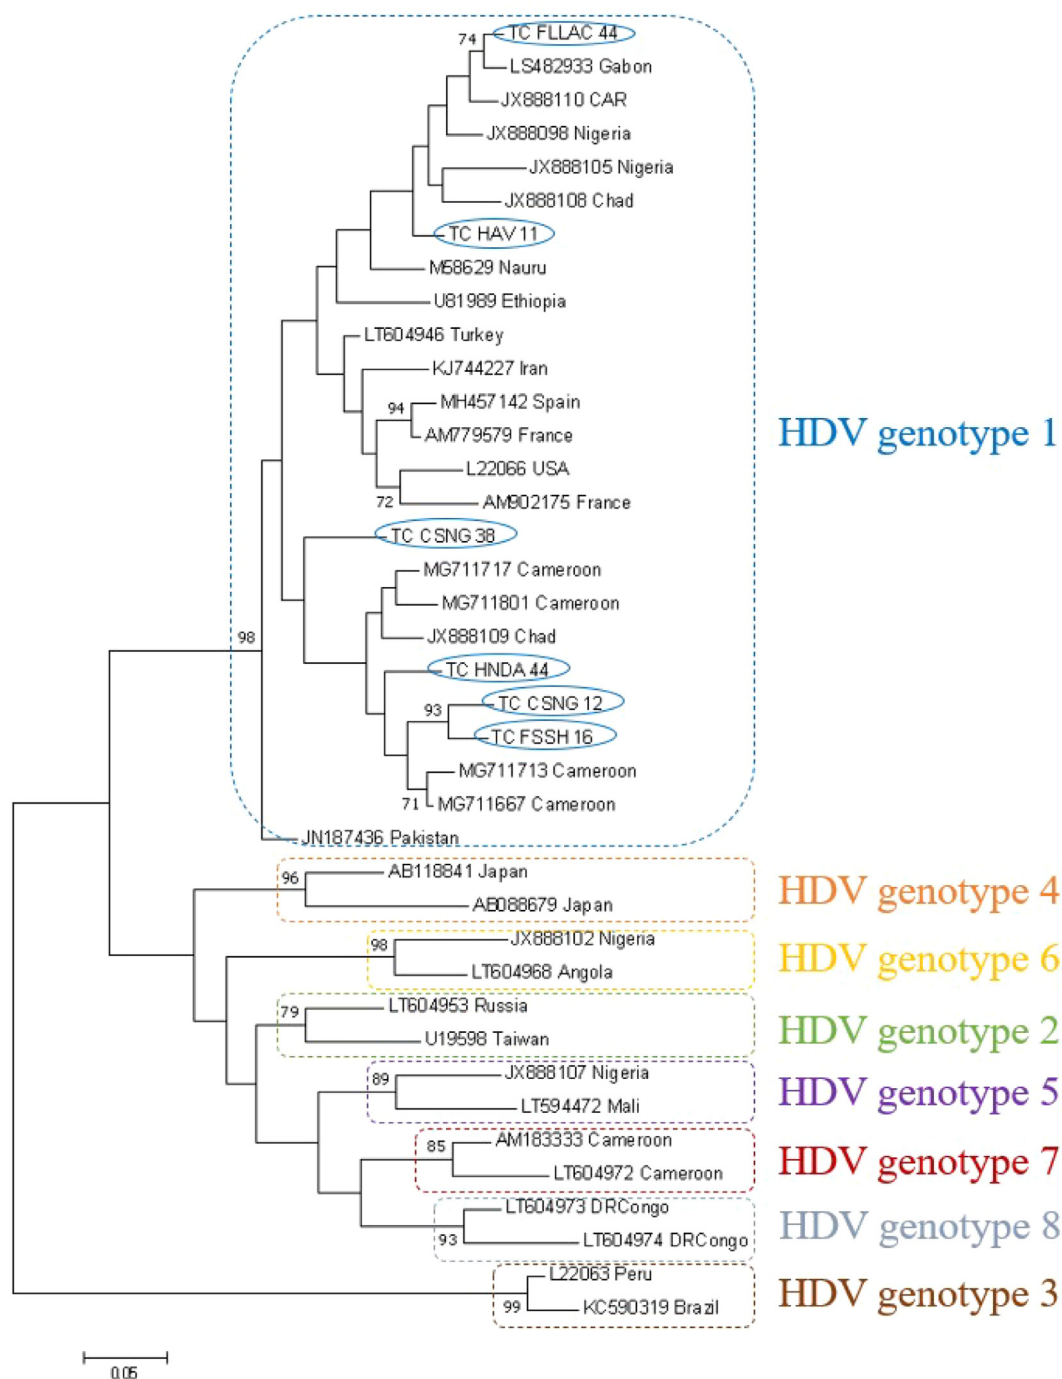 TC FLLAC 44
74
LS482933 Gabon
JX888110 CAR
JX888098 Nigeria
JX888105 Nigeria
JX888108 Chad
TC HAV 11
M58629 Nauru
U81989 Ethiopia
LT604946 Turkey
KJ744227 Iran
MH457142 Spain
94
AM779579 France
HDV genotype 1
L22066 USA
72
AM902175 France
TC CSNG 38
MG711717 Cameroon
MG711801 Cameroon
JX888109 Chad
98
TC HNDA 44
TC CSNG 12
93
TC FSSH 16
MG711713 Cameroon
71
MG711667 Cameroon
JN187436 Pakistan
AB118841 Japan
96
HDV genotype 4
AB088679 Japan
JX888102 Nigeria
98
HDV genotype 6
LT604968 Angola
LT604953 Russia
79
HDV genotype 2
U19598 Taiwan
JX888107 Nigeria
89
HDV genotype 5
LT594472 Mali
AM183333 Cameroon
85
HDV genotype 7
LT604972 Cameroon
LT604973 DRCongo
HDV genotype 8
93
LT604974 DRCongo
L22063 Peru
HDV genotype 3
99
KC590319 Brazil
0.05